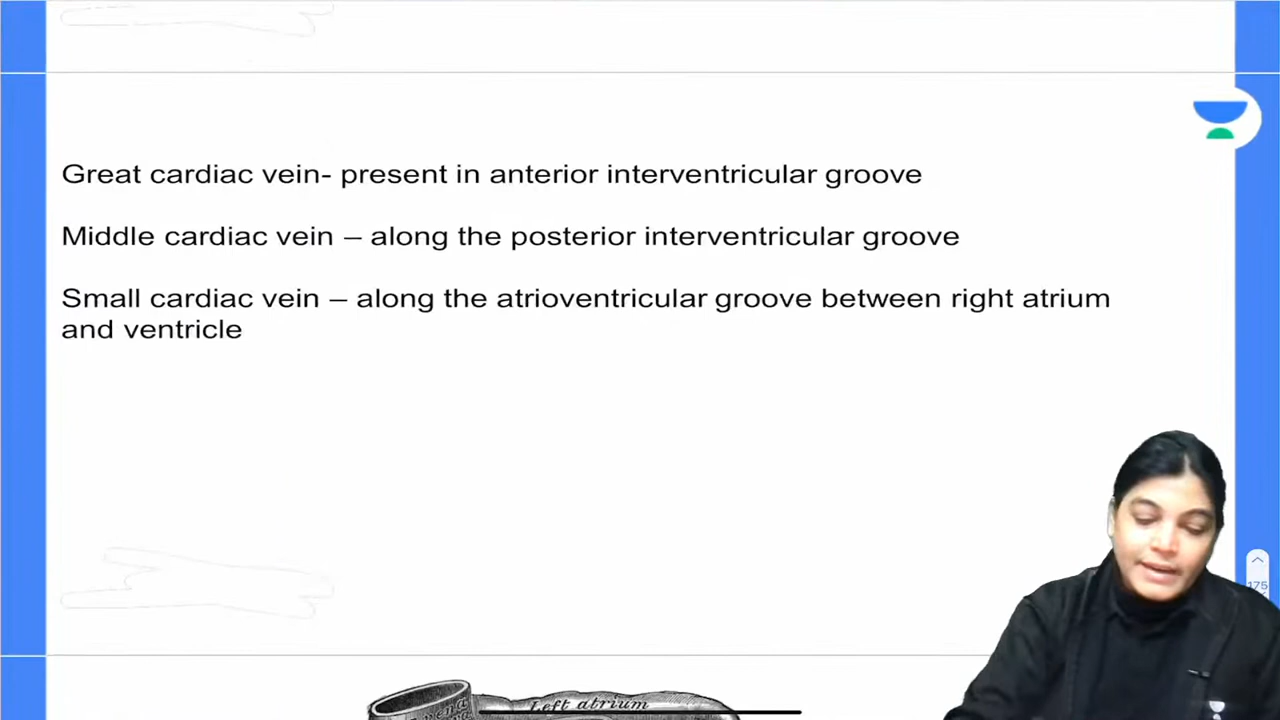 Great cardiac vein- present in anterior interventricular groove
Middle cardiac vein – along the posterior interventricular groove
Small cardiac vein – along the atrioventricular groove between right atrium
and ventricle
175
Left atrium